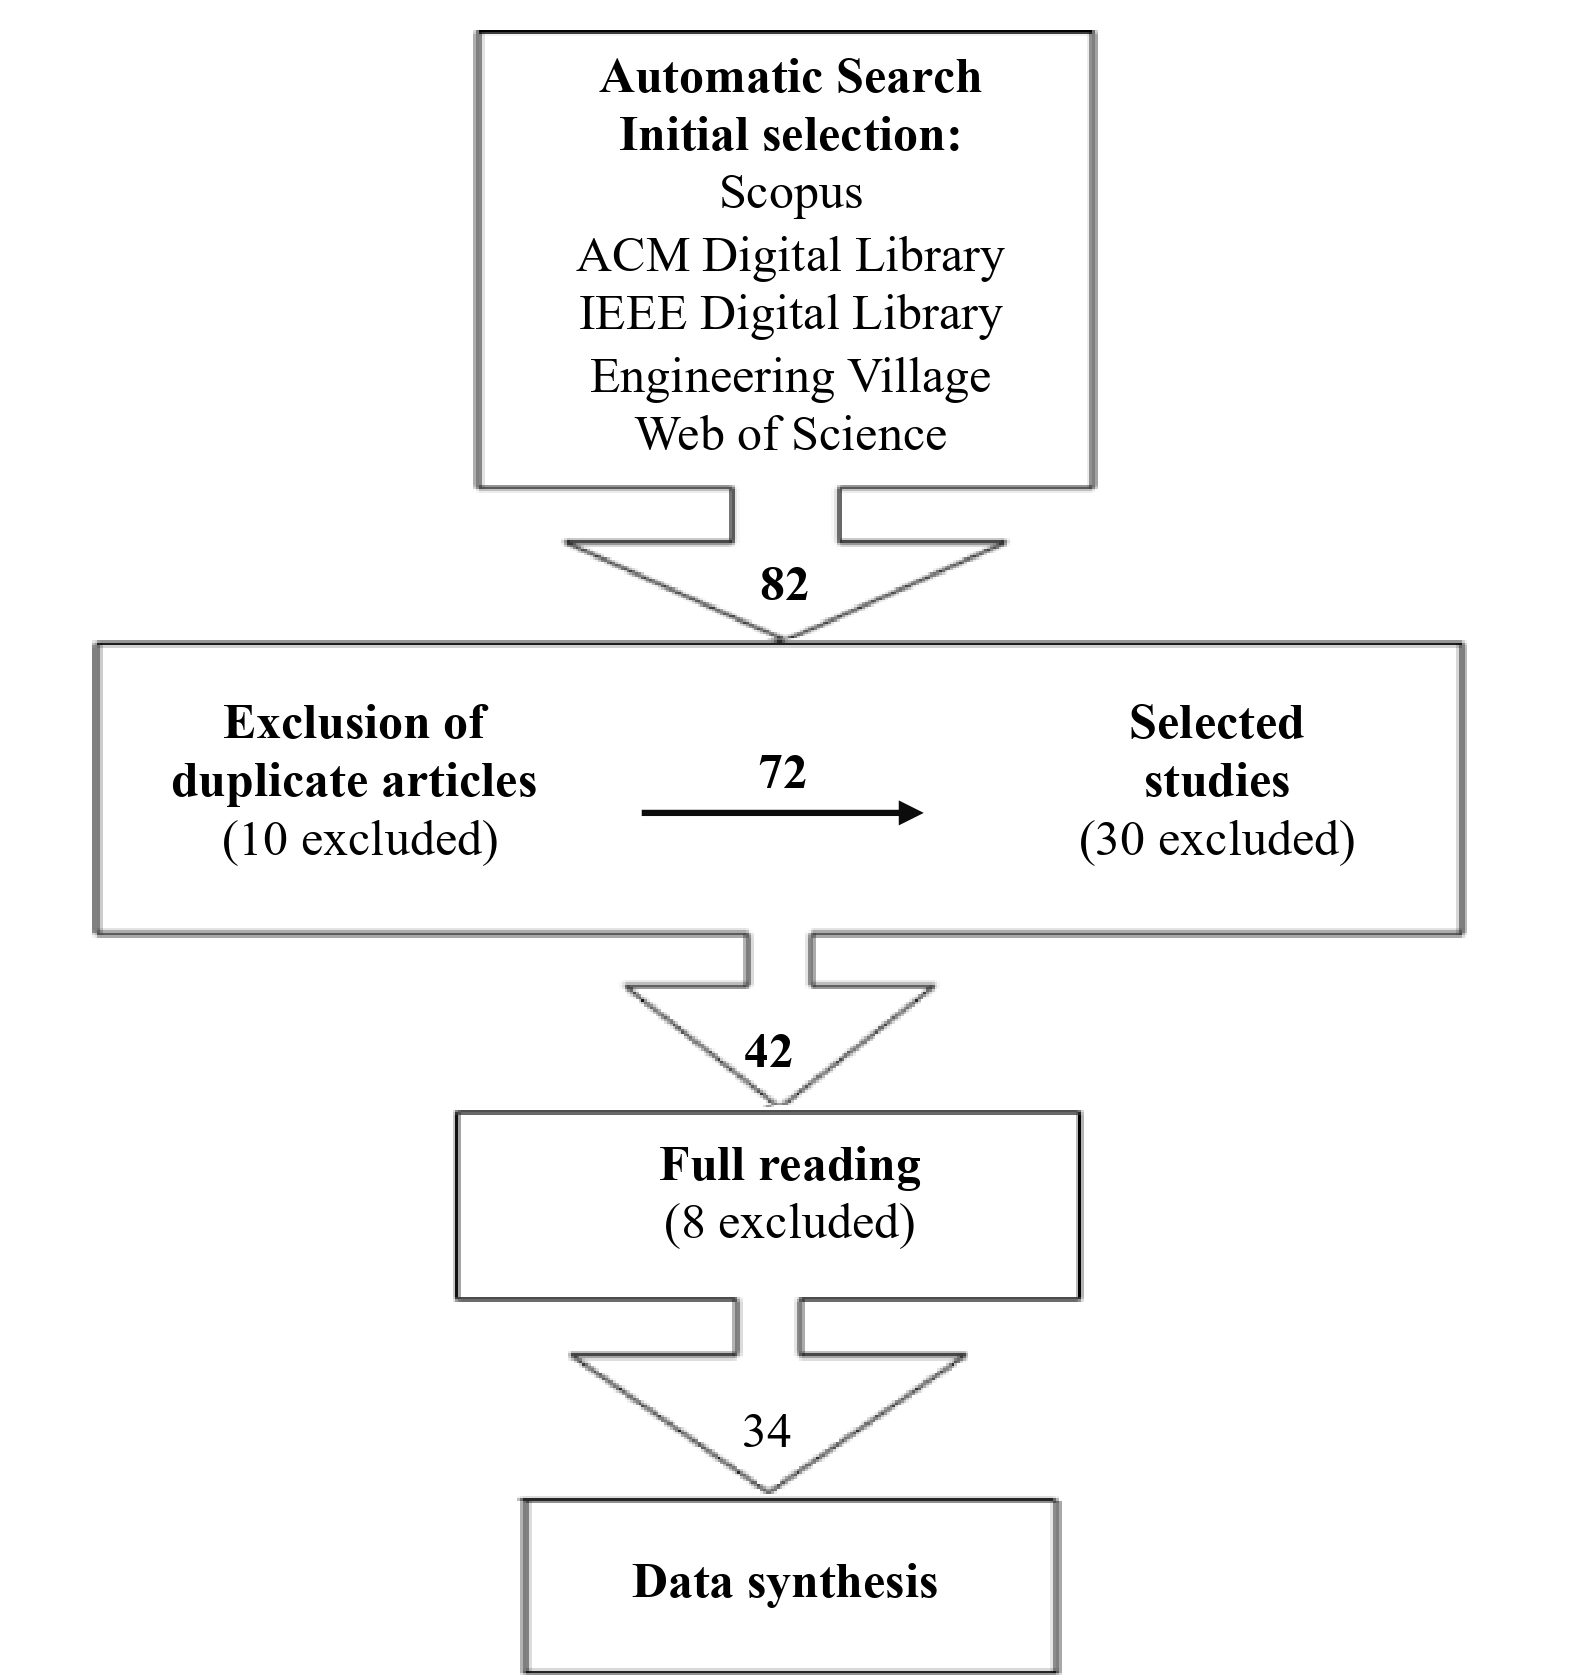 Automatic Search
Initial selection:
Scopus
ACM Digital Library
IEEE Digital Library
Engineering Village
Web of Science
82
Exclusion of
duplicate articles
(10 excluded)
72
Selected
studies
(30 excluded)
42
Full reading
(8 excluded)
34
Data synthesis